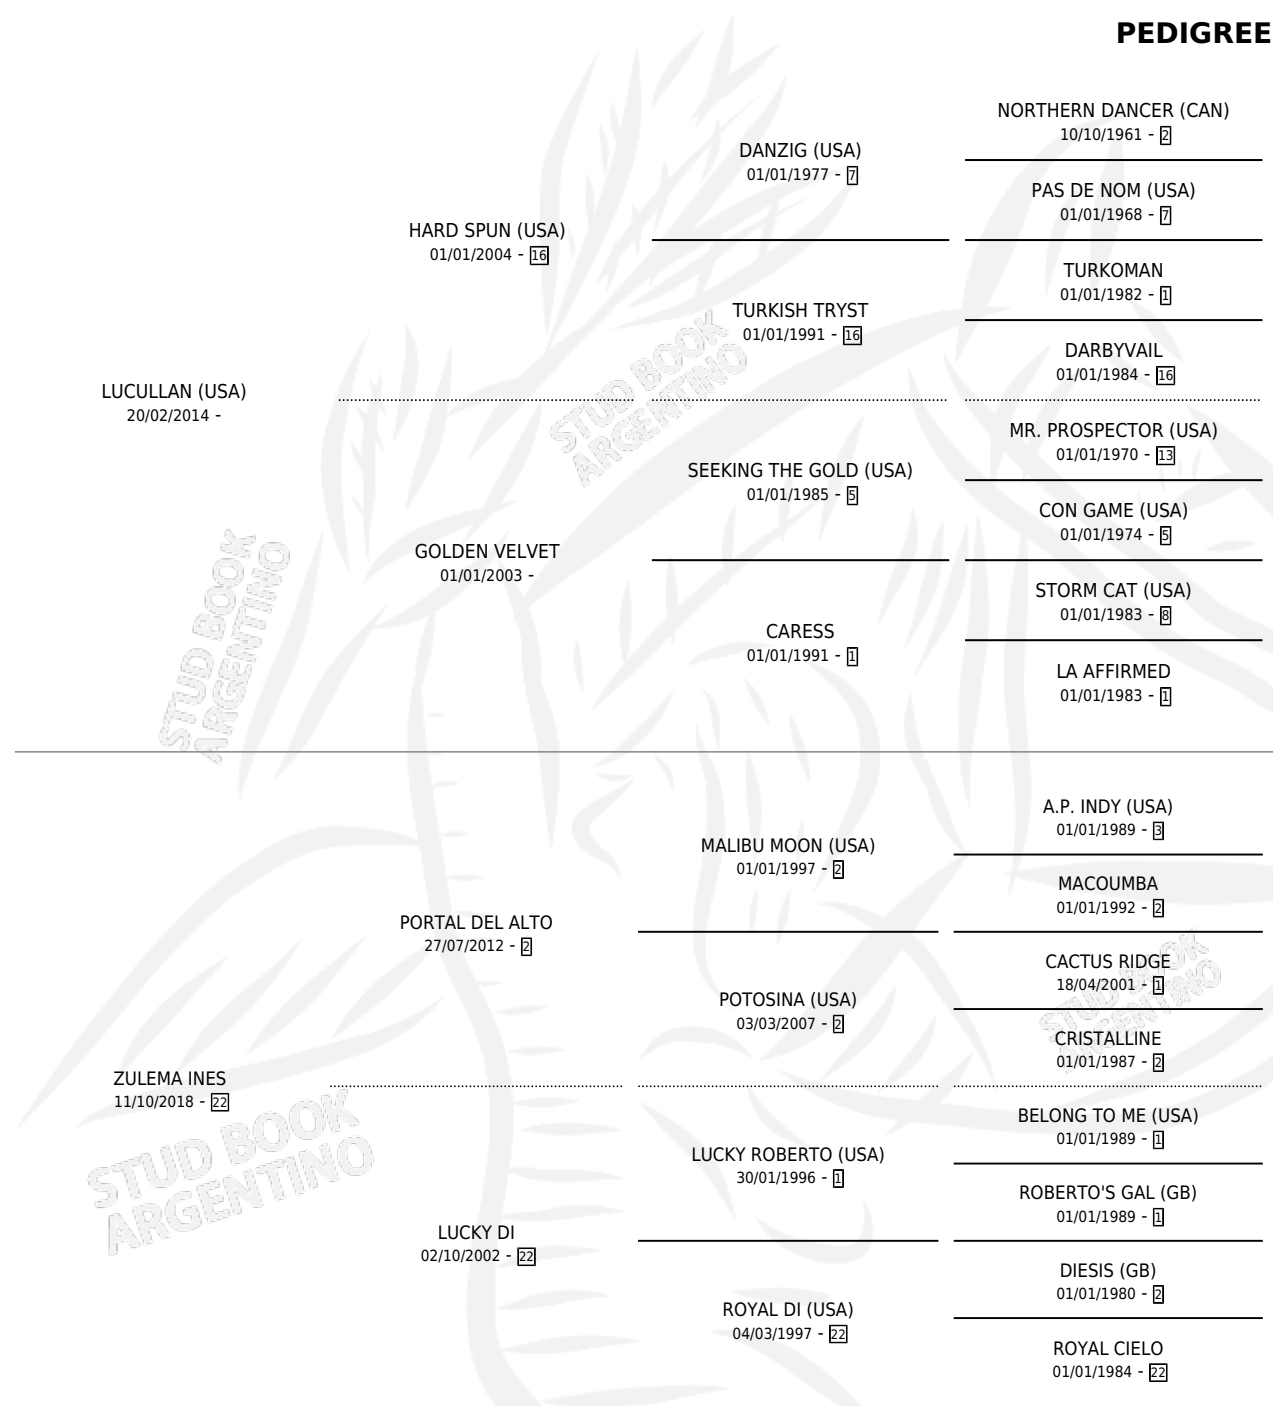 PEDIGREE
NORTHERN DANCER (CAN)
10/10/1961 - 2
DANZIG (USA)
01/01/1977 - 7
PAS DE NOM (USA)
01/01/1968 - 7
HARD SPUN (USA)
01/01/2004 - 16
TURKOMAN
01/01/1982 - 1
TURKISH TRYST
01/01/1991 - 16
DARBYVAIL
01/01/1984 - 16
LUCULLAN (USA)
20/02/2014 -
MR. PROSPECTOR (USA)
01/01/1970 - 13
SEEKING THE GOLD (USA)
01/01/1985 - 5
CON GAME (USA)
01/01/1974 - 5
GOLDEN VELVET
01/01/2003 -
STORM CAT (USA)
01/01/1983 - 8
CARESS
01/01/1991 - 1
LA AFFIRMED
01/01/1983 - 1
A.P. INDY (USA)
01/01/1989 - 3
MALIBU MOON (USA)
01/01/1997 - 2
MACOUMBA
01/01/1992 - 2
PORTAL DEL ALTO
27/07/2012 - 2
CACTUS RIDGE
18/04/2001 - 1
POTOSINA (USA)
03/03/2007 - 2
CRISTALLINE
01/01/1987 - 2
ZULEMA INES
11/10/2018 - 22
BELONG TO ME (USA)
01/01/1989 - 1
LUCKY ROBERTO (USA)
30/01/1996 - 1
ROBERTO'S GAL (GB)
01/01/1989 - 1
LUCKY DI
02/10/2002 - 22
DIESIS (GB)
01/01/1980 - 2
ROYAL DI (USA)
04/03/1997 - 22
ROYAL CIELO
01/01/1984 - 22
STUD BOOK
ARGENTINO
STUD BOOK
ARGENTINO
STUD BOOK
ARGENTINO
STUD BOOK
ARGENTINO